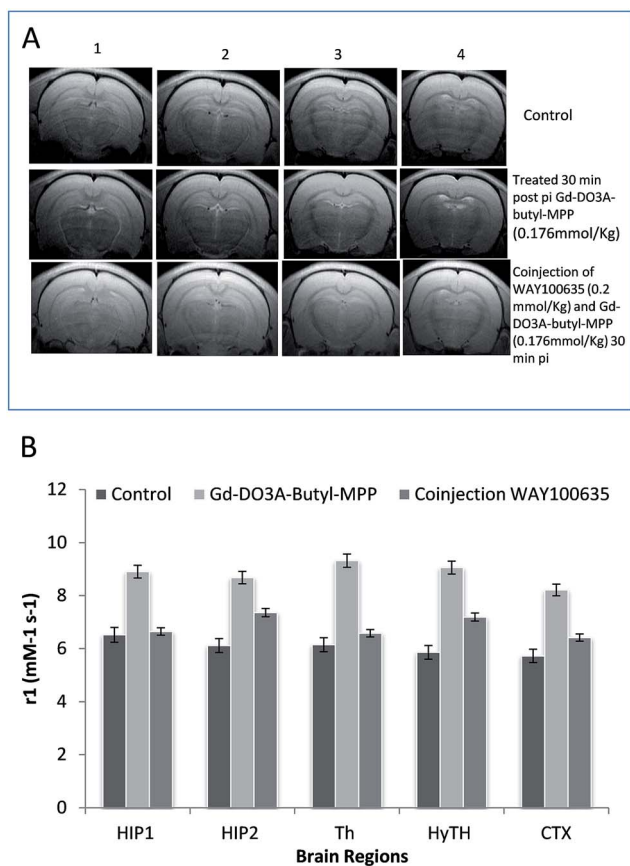 A
1 2 3 4
Control
Treated 30 min
post pi Gd-DO3A-
butyl-MPP
(0.176mmol/Kg)
Coinjection of
WAY100635 (0.2
mmol/Kg) and Gd-
DO3A-butyl-MPP
(0.176mmol/Kg) 30
min pi
B
Control Gd-DO3A-Butyl-MPP Coinjection WAY100635
r1 (mM-1 s-1)
12
10
8
6
4
2
0
HIP1 HIP2 Th HyTH CTX
Brain Regions